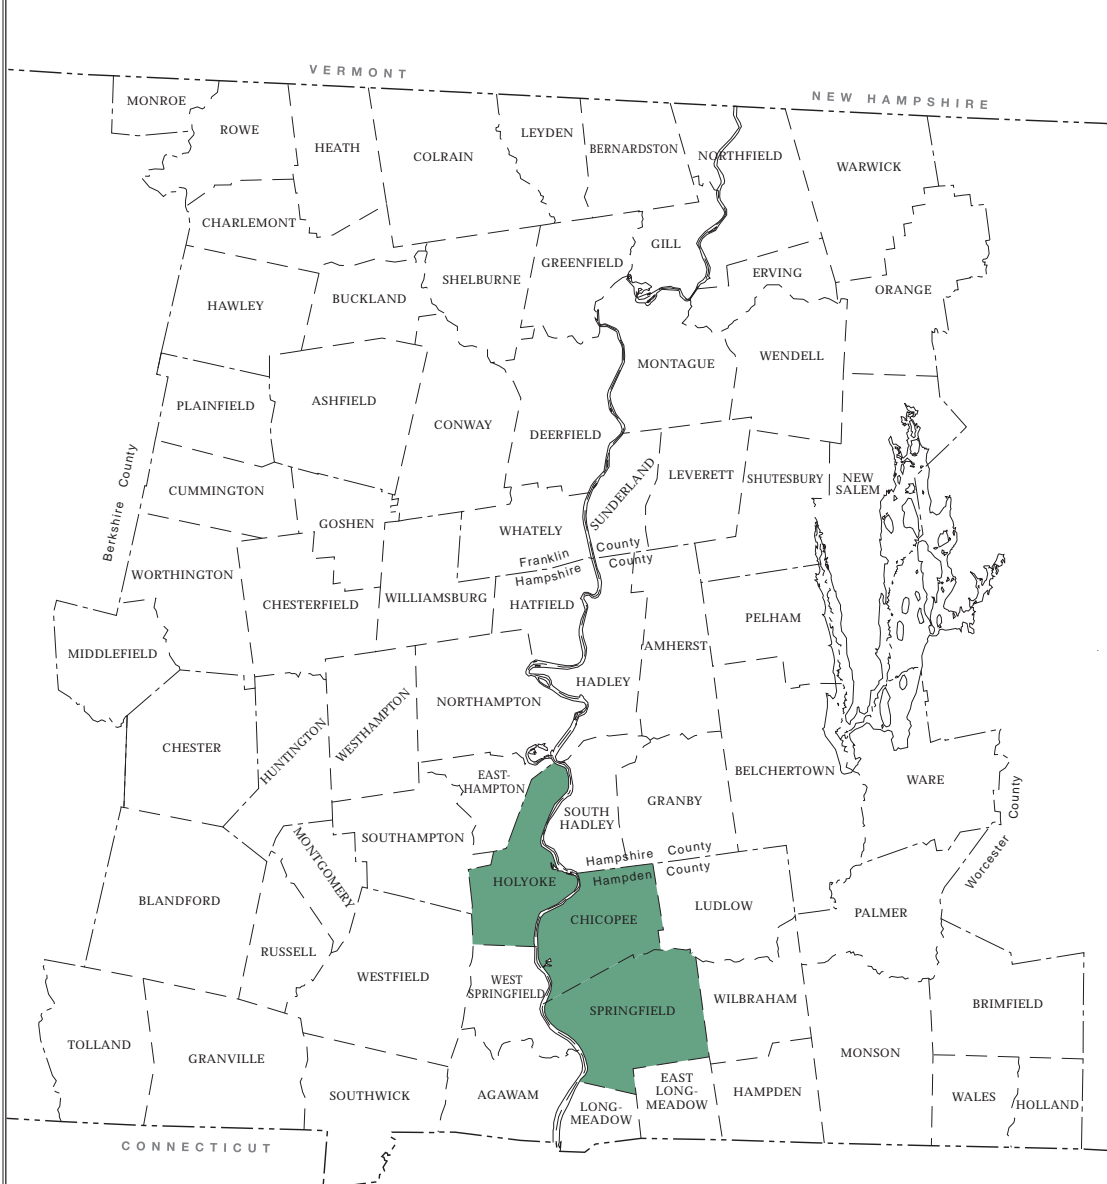 VERMONT
NEW HAMPSHIRE
MONROE
ROWE
HEATH
COLRAIN
LEYDEN
BERNARDSTON
NORTHFIELD
WARWICK
CHARLEMONT
GILL
GREENFIELD
SHELBURNE
ERVING
ORANGE
HAWLEY
BUCKLAND
MONTAGUE
WENDELL
PLAINFIELD
ASHFIELD
CONWAY
DEERFIELD
SUNDERLAND
LEVERETT
SHUTESBURY
NEW
SALEM
Berkshire County
CUMMINGTON
GOSHEN
WHATELY
Franklin County
Hampshire County
WORTHINGTON
CHESTERFIELD
WILLIAMSBURG
HATFIELD
PELHAM
MIDDLEFIELD
AMHERST
HADLEY
NORTHAMPTON
WESTHAMPTON
HUNTINGTON
CHESTER
EAST-
HAMPTON
BELCHERTOWN
WARE
SOUTH
HADLEY
GRANBY
SOUTHAMPTON
MONTGOMERY
Hampshire County
Hampden County
Worcester County
HOLYOKE
BLANDFORD
CHICOPEE
LUDLOW
PALMER
RUSSELL
WESTFIELD
WEST
SPRINGFIELD
SPRINGFIELD
WILBRAHAM
BRIMFIELD
TOLLAND
GRANVILLE
MONSON
SOUTHWICK
AGAWAM
LONG-
MEADOW
EAST
LONG-
MEADOW
HAMPDEN
WALES
HOLLAND
CONNECTICUT